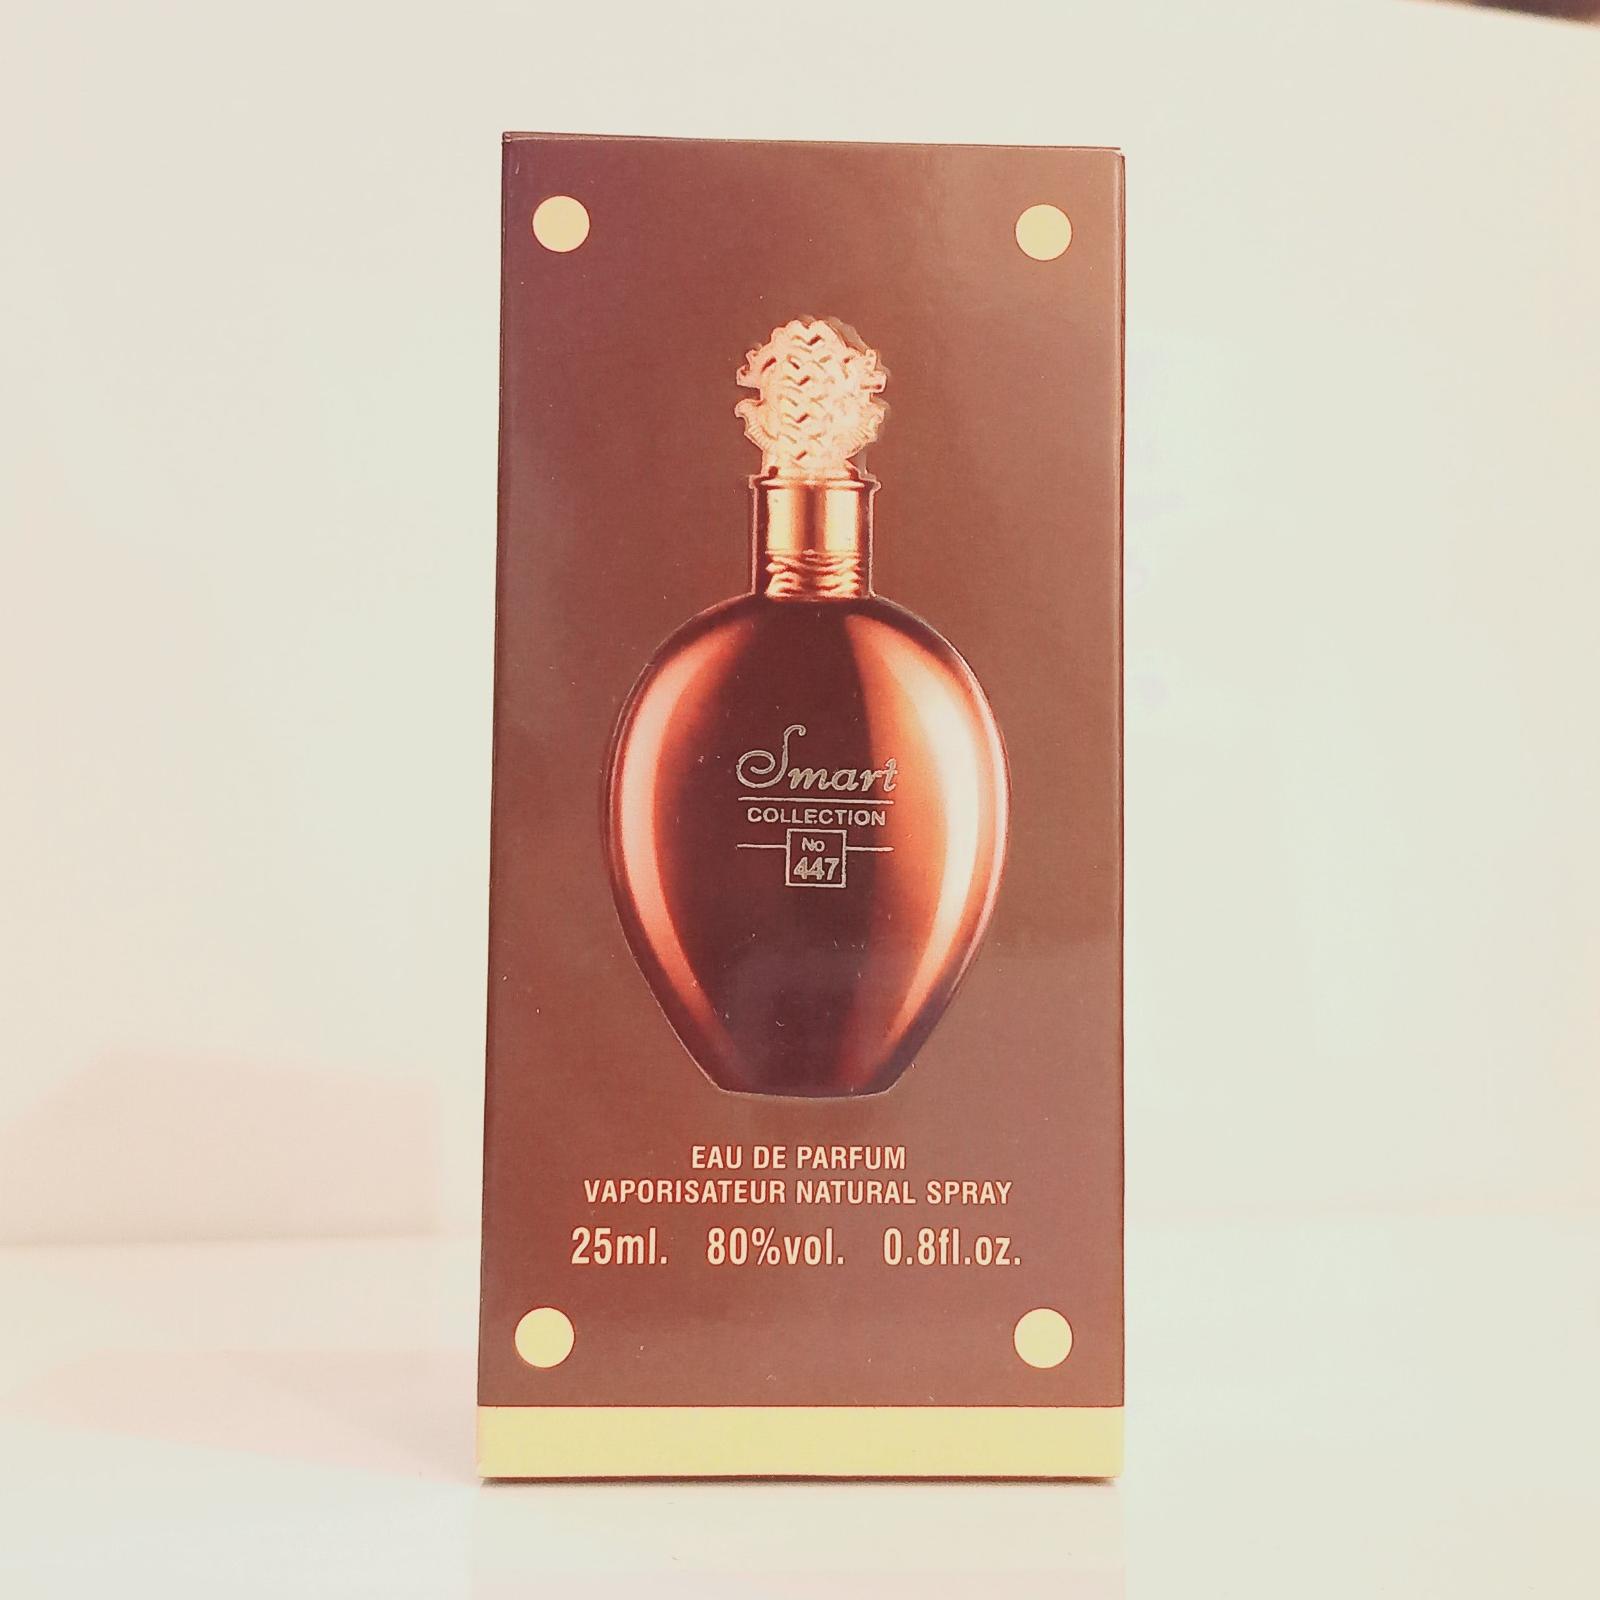 Smart
COLLECTION
No
447
EAU DE PARFUM
VAPORISATEUR NATURAL SPRAY
25ml. 80%vol. 0.8fl.oz.